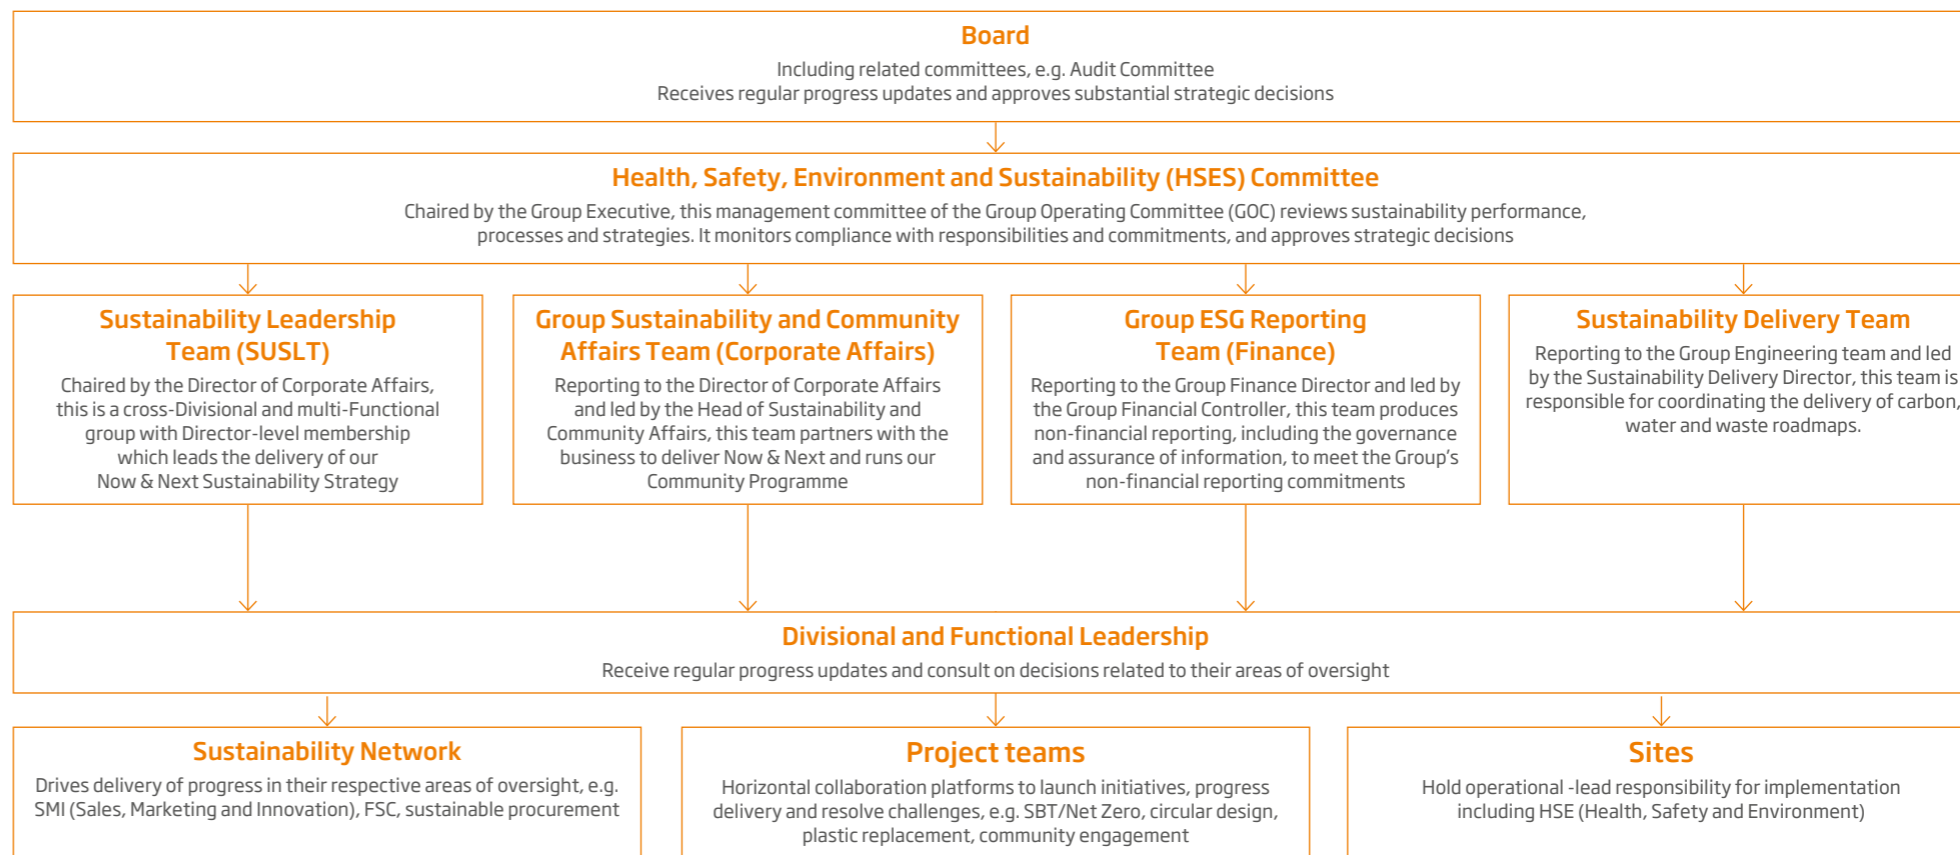 Board
Including related committees, e.g. Audit Committee
Receives regular progress updates and approves substantial strategic decisions
Health, Safety, Environment and Sustainability (HSES) Committee
Chaired by the Group Executive, this management committee of the Group Operating Committee (GOC) reviews sustainability performance,
processes and strategies. It monitors compliance with responsibilities and commitments, and approves strategic decisions
Sustainability Leadership
Team (SUSLT)
Chaired by the Director of Corporate Affairs,
this is a cross-Divisional and multi-Functional
group with Director-level membership
which leads the delivery of our
Now & Next Sustainability Strategy
Group Sustainability and Community
Affairs Team (Corporate Affairs)
Reporting to the Director of Corporate Affairs
and led by the Head of Sustainability and
Community Affairs, this team partners with the
business to deliver Now & Next and runs our
Community Programme
Group ESG Reporting
Team (Finance)
Reporting to the Group Finance Director and led by
the Group Financial Controller, this team produces
non-financial reporting, including the governance
and assurance of information, to meet the Group's
non-financial reporting commitments
Sustainability Delivery Team
Reporting to the Group Engineering team and led
by the Sustainability Delivery Director, this team is
responsible for coordinating the delivery of carbon,
water and waste roadmaps.
Divisional and Functional Leadership
Receive regular progress updates and consult on decisions related to their areas of oversight
Sustainability Network
Drives delivery of progress in their respective areas of oversight, e.g.
SMI (Sales, Marketing and Innovation), FSC, sustainable procurement
Project teams
Horizontal collaboration platforms to launch initiatives, progress
delivery and resolve challenges, e.g. SBT/Net Zero, circular design,
plastic replacement, community engagement
Sites
Hold operational -lead responsibility for implementation
including HSE (Health, Safety and Environment)